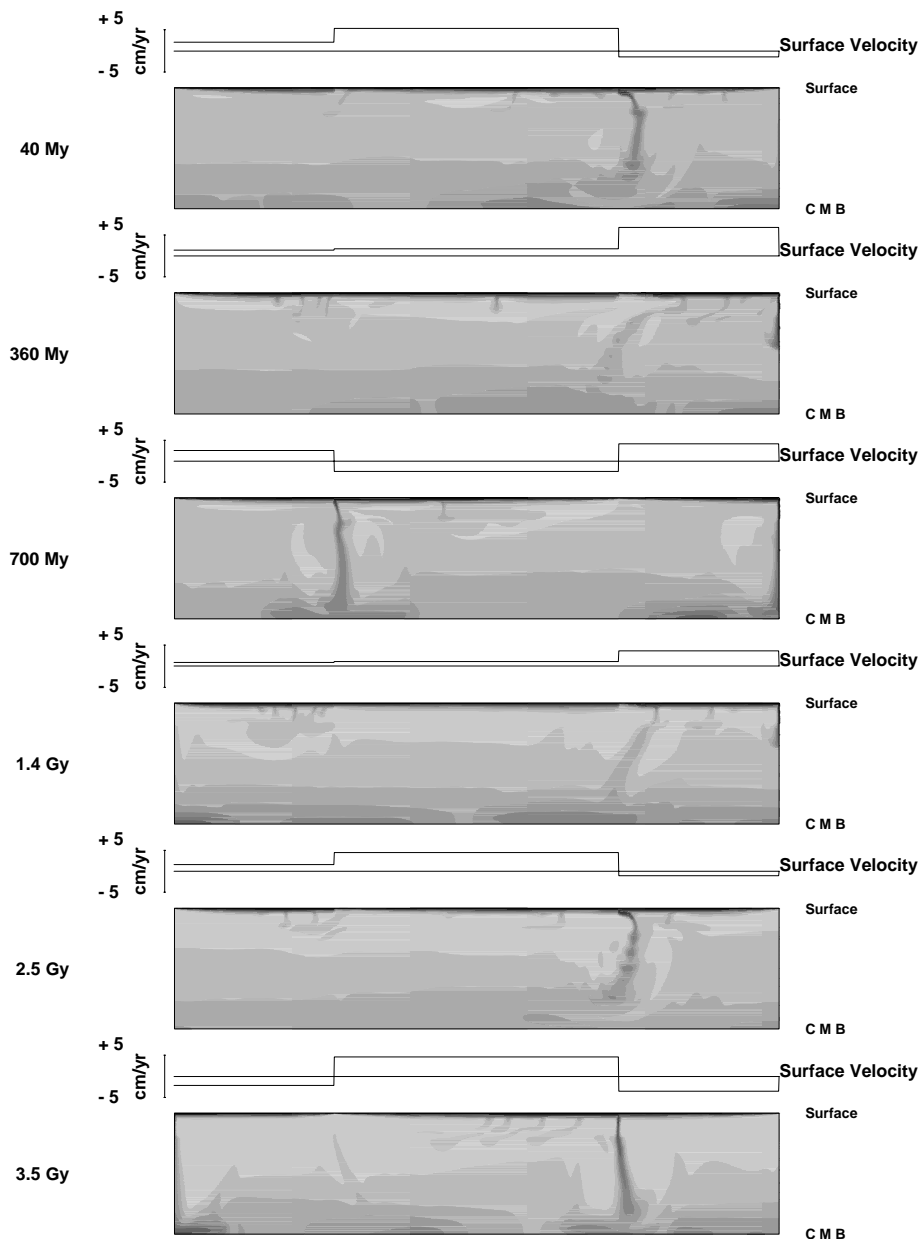 + 5
cm/yr
- 5
Surface Velocity
Surface
40 My
C M B
+ 5
cm/yr
- 5
Surface Velocity
Surface
360 My
C M B
+ 5
cm/yr
- 5
Surface Velocity
Surface
700 My
C M B
+ 5
cm/yr
- 5
Surface Velocity
Surface
1.4 Gy
C M B
+ 5
cm/yr
- 5
Surface Velocity
Surface
2.5 Gy
C M B
+ 5
cm/yr
- 5
Surface Velocity
Surface
3.5 Gy
C M B